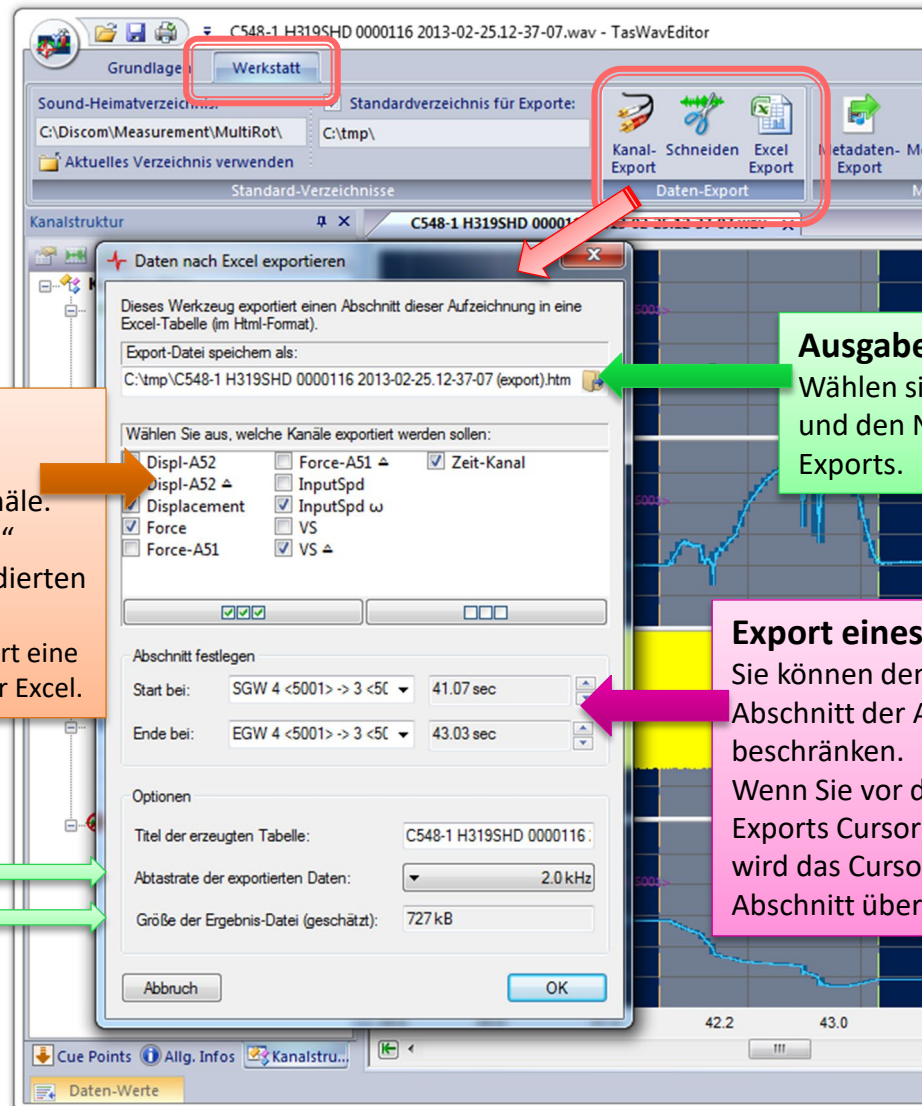 C548-1 H319SHD 0000116 2013-02-25.12-37-07.wav - TasWavEditor
Grundlagen Werkstatt
Sound-Heimatverzeichnis: Standardverzeichnis für Exporte:
C:\Discom\Measurement\MultiRot\ C:\tmp\
Aktuelles Verzeichnis verwenden
Kanal-Export Schneiden Excel Export Metadaten-Export
Standard-Verzeichnisse Daten-Export
Kanalstruktur
C548-1 H319SHD
Daten nach Excel exportieren
Dieses Werkzeug exportiert einen Abschnitt dieser Aufzeichnung in eine
Excel-Tabelle (im Html-Format).
Export-Datei speichern als:
C:\tmp\C548-1 H319SHD 0000116 2013-02-25.12-37-07 (export).htm
Wählen Sie aus, welche Kanäle exportiert werden sollen:
Displ-A52 Force-A51 ≙ Zeit-Kanal
Displ-A52 ≙ InputSpd
Displacement InputSpd ω
Force VS
Force-A51 VS ≙
Abschnitt festlegen
Start bei: SGW 4 <5001> -> 3 <50 41.07 sec
Ende bei: EGW 4 <5001> -> 3 <50 43.03 sec
Optionen
Titel der erzeugten Tabelle: C548-1 H319SHD 0000116
Abtastrate der exportierten Daten: 2.0 kHz
Größe der Ergebnis-Datei (geschätzt): 727 kB
Abbruch OK
äle.
“
dierten
rt eine
r Excel.
Ausgabe
Wählen si
und den N
Exports.
Export eines
Sie können der
Abschnitt der A
beschränken.
Wenn Sie vor d
Exports Cursor
wird das Curso
Abschnitt über
42.2 43.0
Cue Points Allg. Infos Kanalstru...
Daten-Werte